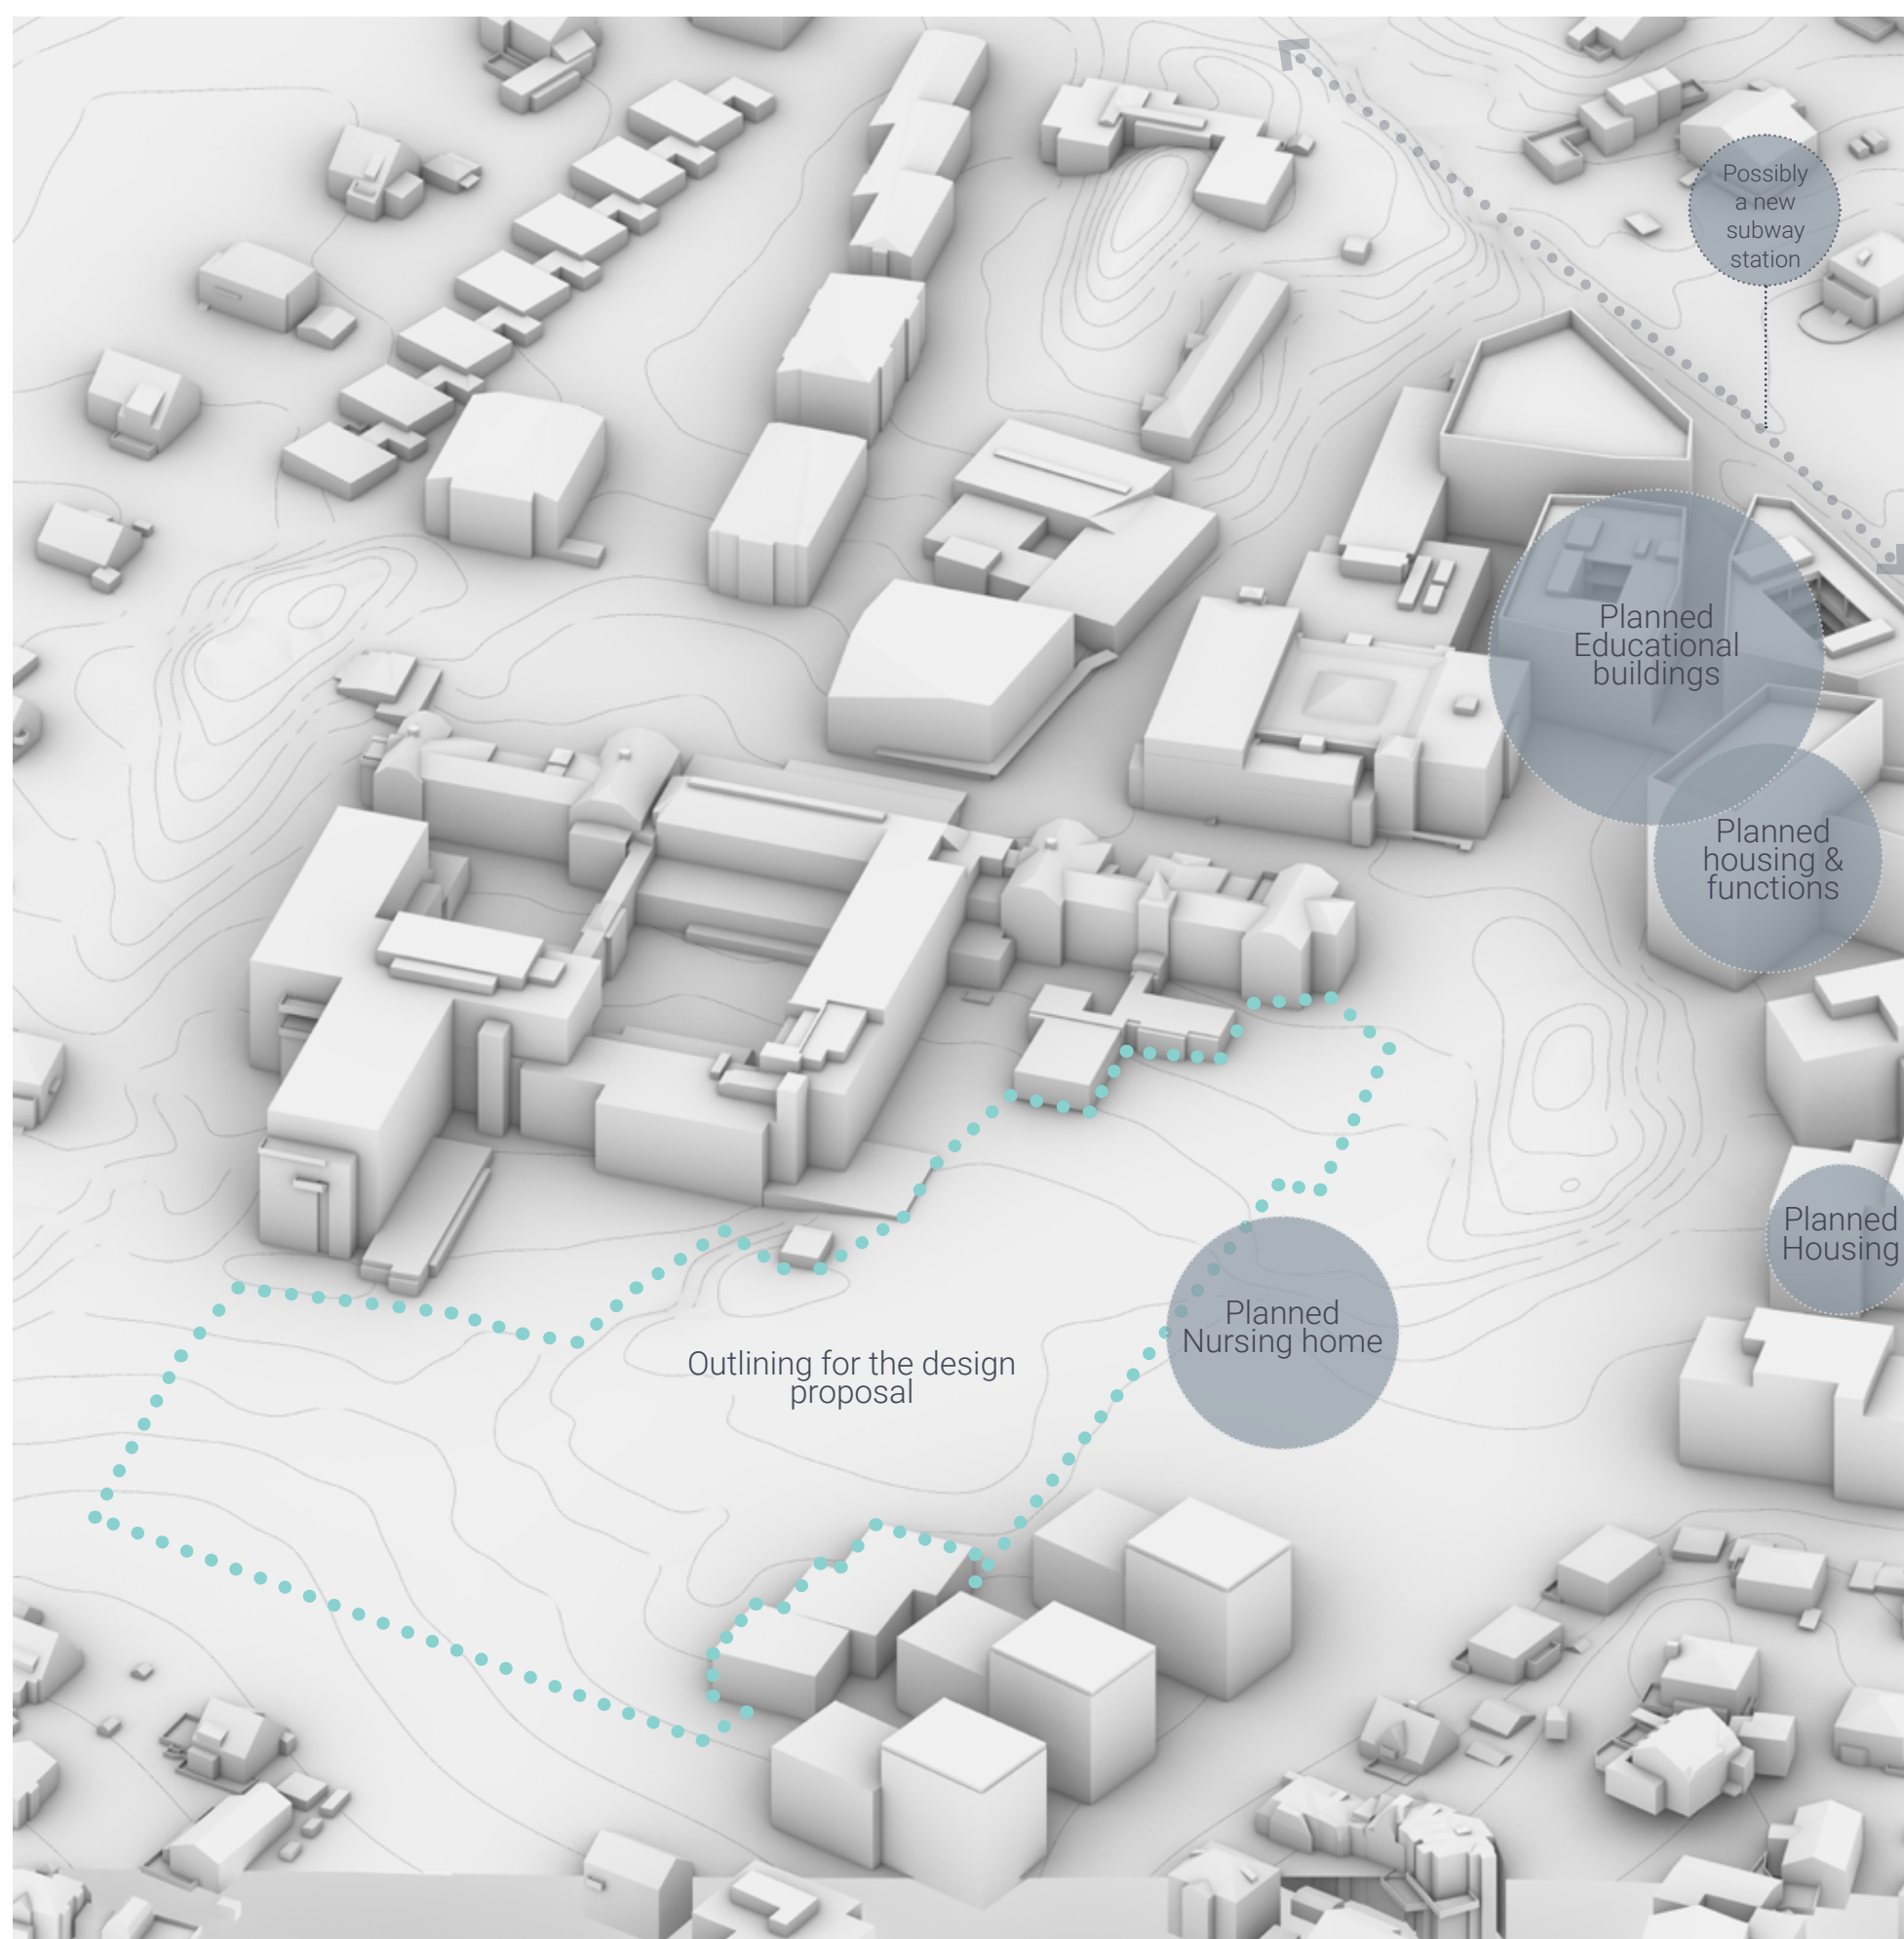 Possibly
a new
subway
station
Planned
Educational
buildings
Planned
housing &
functions
Planned
Housing
Planned
Nursing home
Outlining for the design
proposal